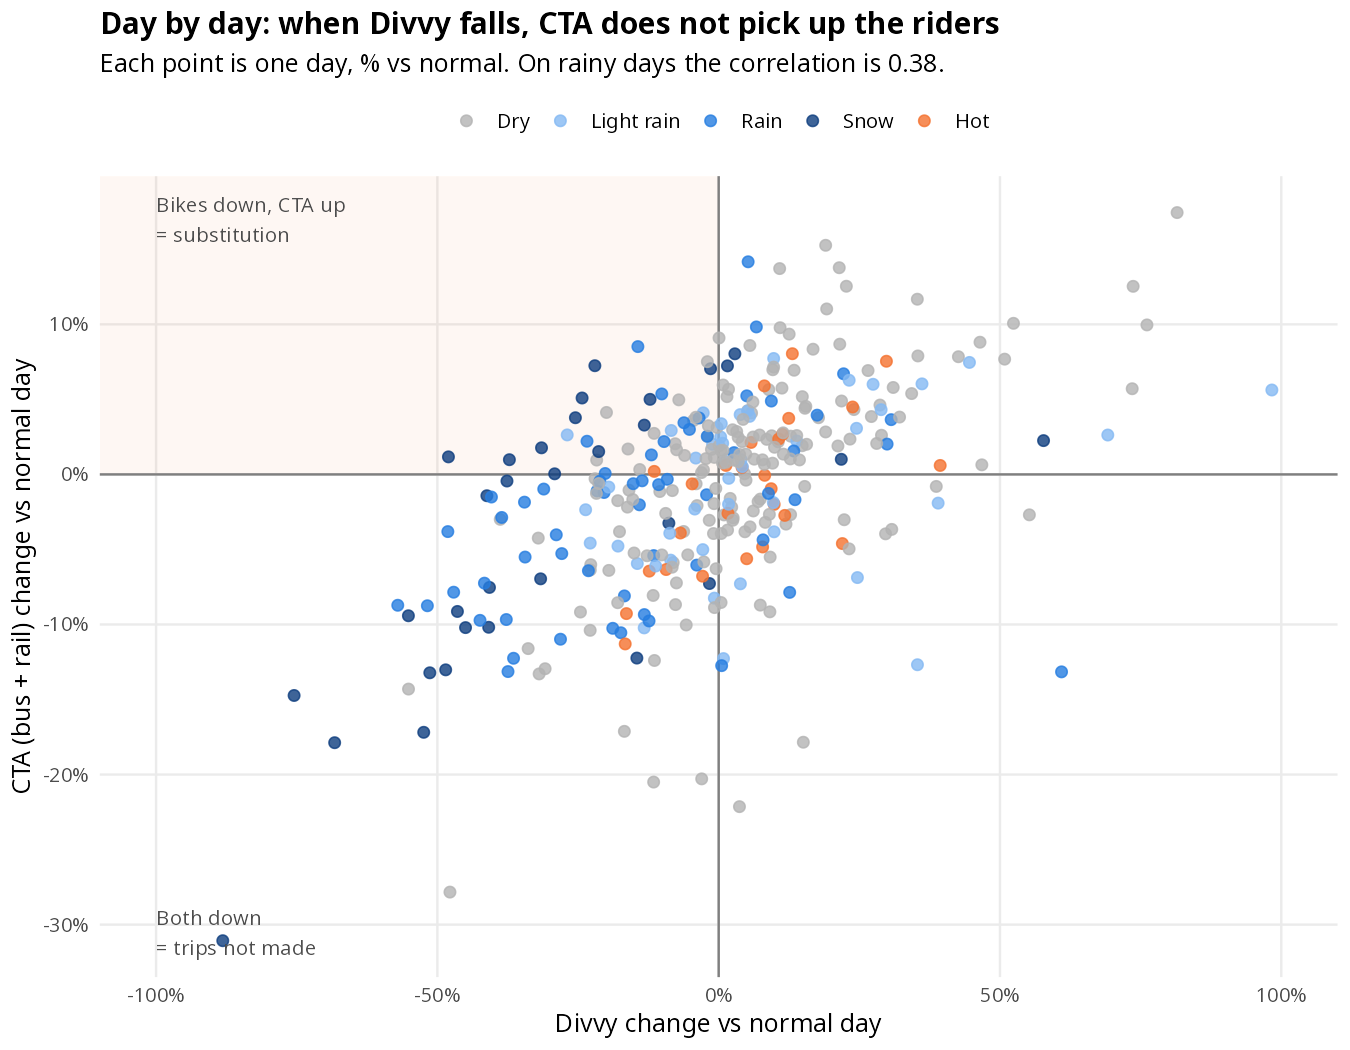 Day by day: when Divvy falls, CTA does not pick up the riders
Each point is one day, % vs normal. On rainy days the correlation is 0.38.
Dry Light rain Rain Snow Hot
Bikes down, CTA up
= substitution
10%
0%
-10%
-20%
-30%
CTA (bus + rail) change vs normal day
Both down
= trips not made
-100% -50% 0% 50% 100%
Divvy change vs normal day